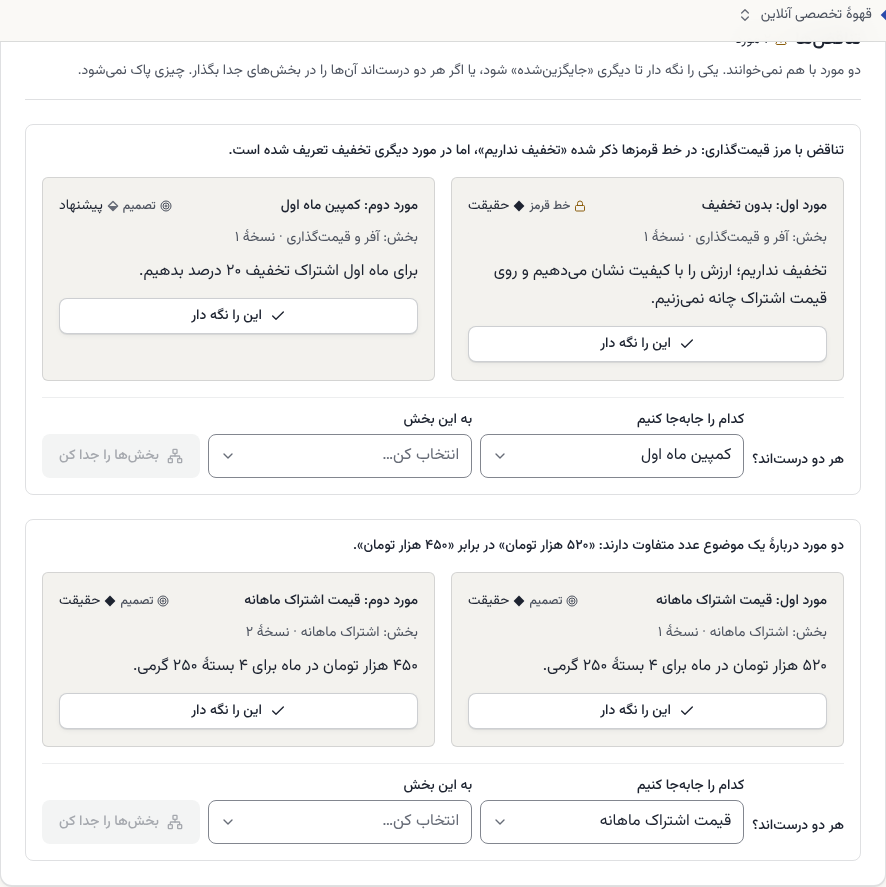 قهوهٔ تخصصی آنلاین
دو مورد با هم نمی‌خوانند. یکی را نگه دار تا دیگری «جایگزین‌شده» شود، یا اگر هر دو درست‌اند آن‌ها را در بخش‌های جدا بگذار. چیزی پاک نمی‌شود.
تناقض با مرز قیمت‌گذاری: در خط قرمزها ذکر شده «تخفیف نداریم»، اما در مورد دیگری تخفیف تعریف شده است.
مورد اول: بدون تخفیف
خط قرمز
حقیقت
بخش: آفر و قیمت‌گذاری · نسخهٔ ۱
تخفیف نداریم؛ ارزش را با کیفیت نشان می‌دهیم و روی
قیمت اشتراک چانه نمی‌زنیم.
این را نگه دار
مورد دوم: کمپین ماه اول
تصمیم
پیشنهاد
بخش: آفر و قیمت‌گذاری · نسخهٔ ۱
برای ماه اول اشتراک تخفیف ۲۰ درصد بدهیم.
این را نگه دار
هر دو درست‌اند؟
کدام را جابه‌جا کنیم
کمپین ماه اول
به این بخش
انتخاب کن…
بخش‌ها را جدا کن
دو مورد دربارهٔ یک موضوع عدد متفاوت دارند: «۵۲۰ هزار تومان» در برابر «۴۵۰ هزار تومان».
مورد اول: قیمت اشتراک ماهانه
تصمیم
حقیقت
بخش: اشتراک ماهانه · نسخهٔ ۱
۵۲۰ هزار تومان در ماه برای ۴ بستهٔ ۲۵۰ گرمی.
این را نگه دار
مورد دوم: قیمت اشتراک ماهانه
تصمیم
حقیقت
بخش: اشتراک ماهانه · نسخهٔ ۲
۴۵۰ هزار تومان در ماه برای ۴ بستهٔ ۲۵۰ گرمی.
این را نگه دار
هر دو درست‌اند؟
کدام را جابه‌جا کنیم
قیمت اشتراک ماهانه
به این بخش
انتخاب کن…
بخش‌ها را جدا کن